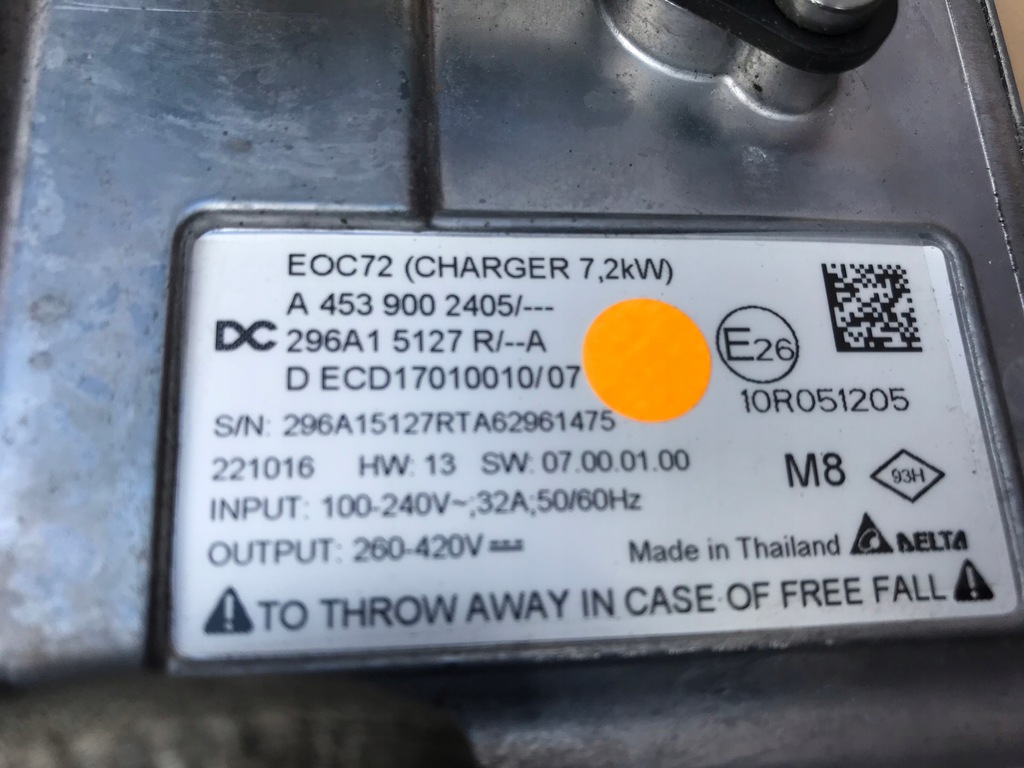 EOC72 (CHARGER 7,2kW)
A 453 900 2405/---
DC 296A1 5127 R/--A
D ECD17010010/07
E26
10R051205
S/N: 296A15127RTA62961475
221016 HW: 13 SW: 07.00.01.00
M8 93H
INPUT: 100-240V~;32A;50/60Hz
OUTPUT: 260-420V
Made in Thailand DELTA
TO THROW AWAY IN CASE OF FREE FALL